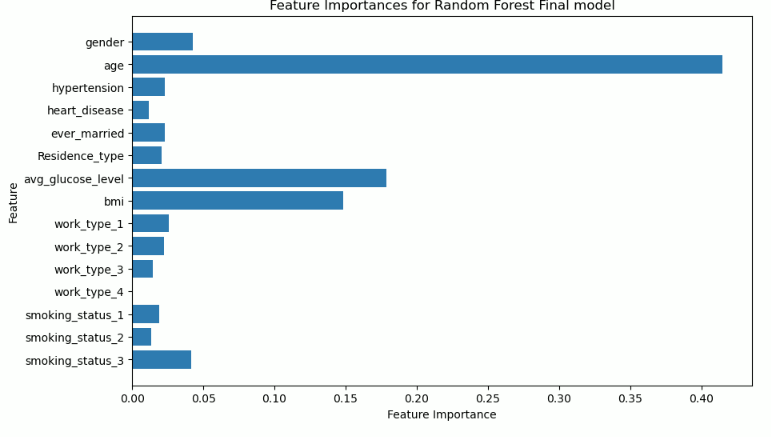 Feature Importances for Random Forest Final model
gender
age
hypertension
heart_disease
ever_married
Residence_type
avg_glucose_level
bmi
work_type_1
work_type_2
work_type_3
work_type_4
smoking_status_1
smoking_status_2
smoking_status_3
Feature
0.00 0.05 0.10 0.15 0.20 0.25 0.30 0.35 0.40
Feature Importance